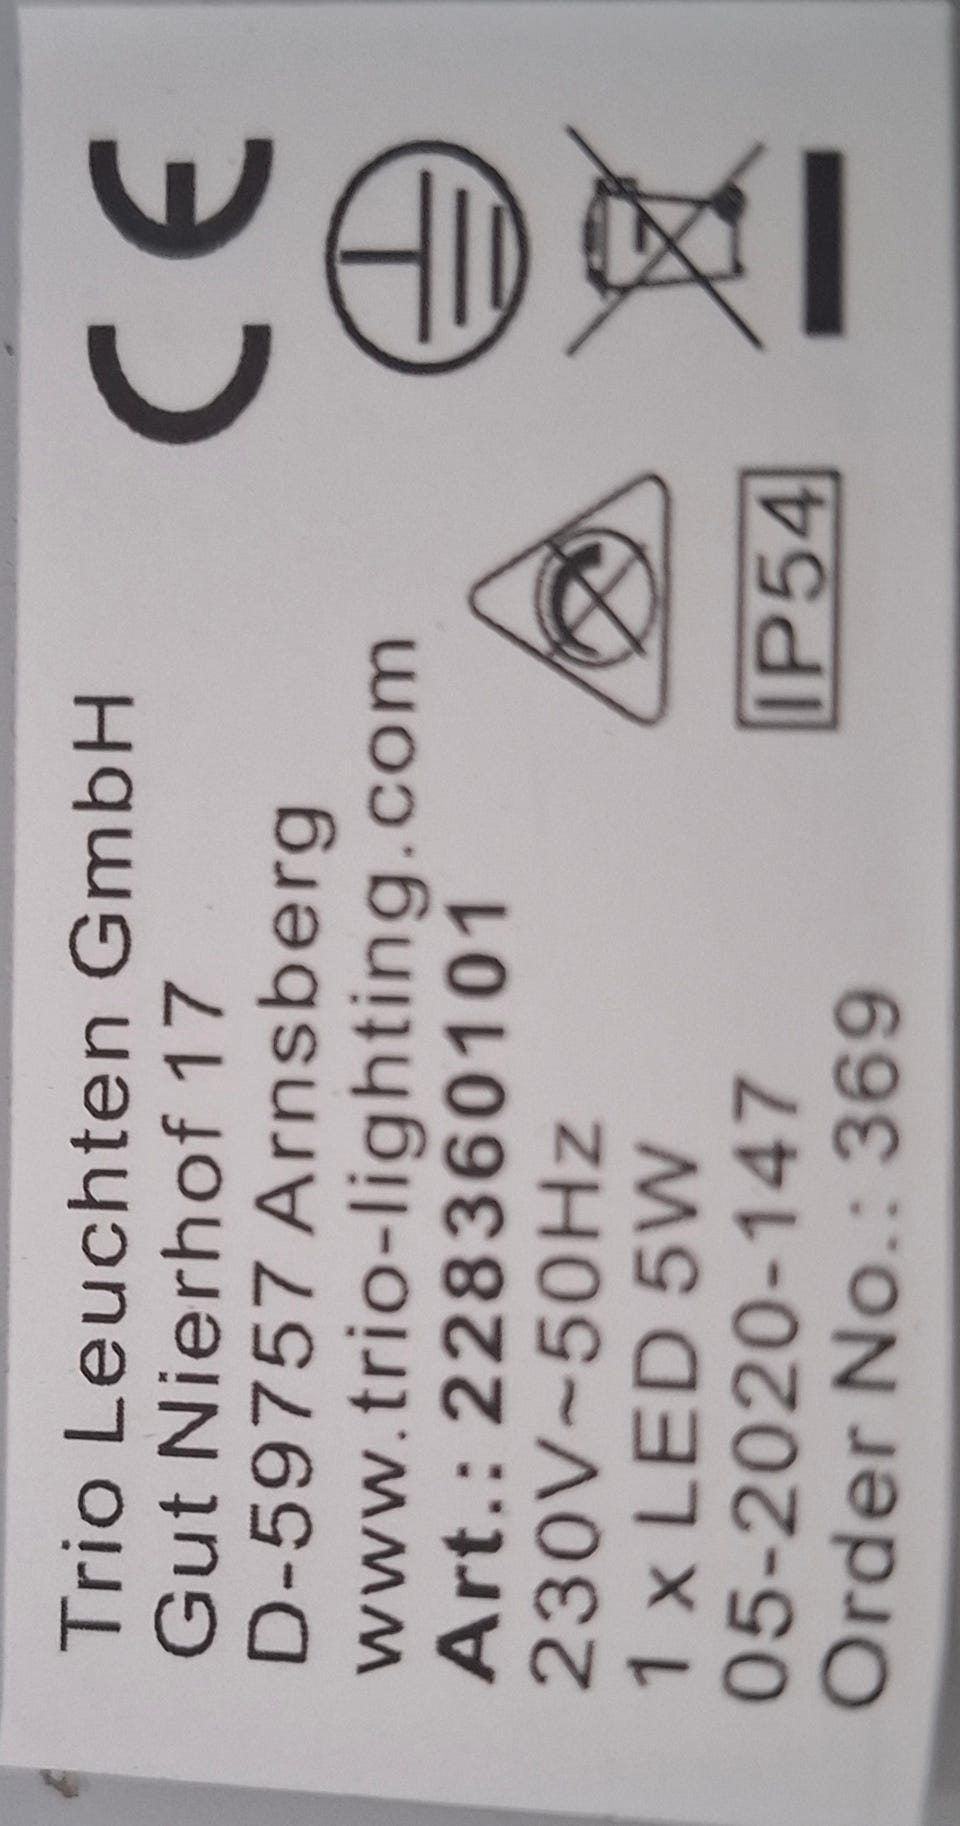 Trio Leuchten GmbH
Gut Nierhof 17
D-59757 Arnsberg
www.trio-lighting.com
Art.: 228360101
230V~50Hz
1 x LED 5W
05-2020-147
Order No.: 369
CE
IP54